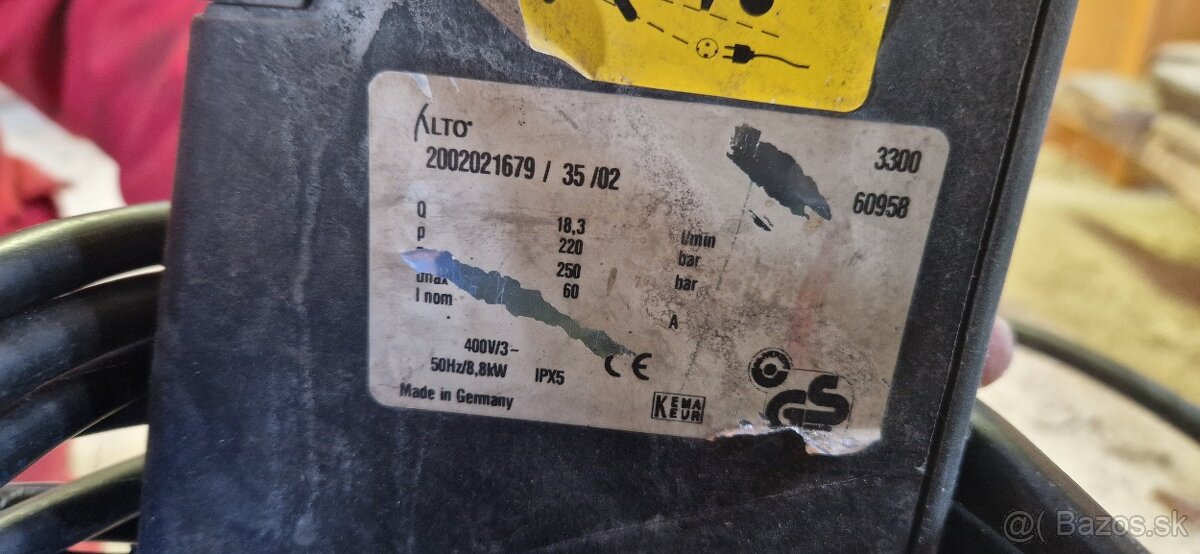 ALTO
2002021679 / 35 /02
3300
60958
Q 18,3 l/min
P 220 bar
250 bar
60
I nom A
400V/3~
50Hz/8,8kW IPX5 CE
Made in Germany
KEMA
EUR
GS
@( Bazos.sk